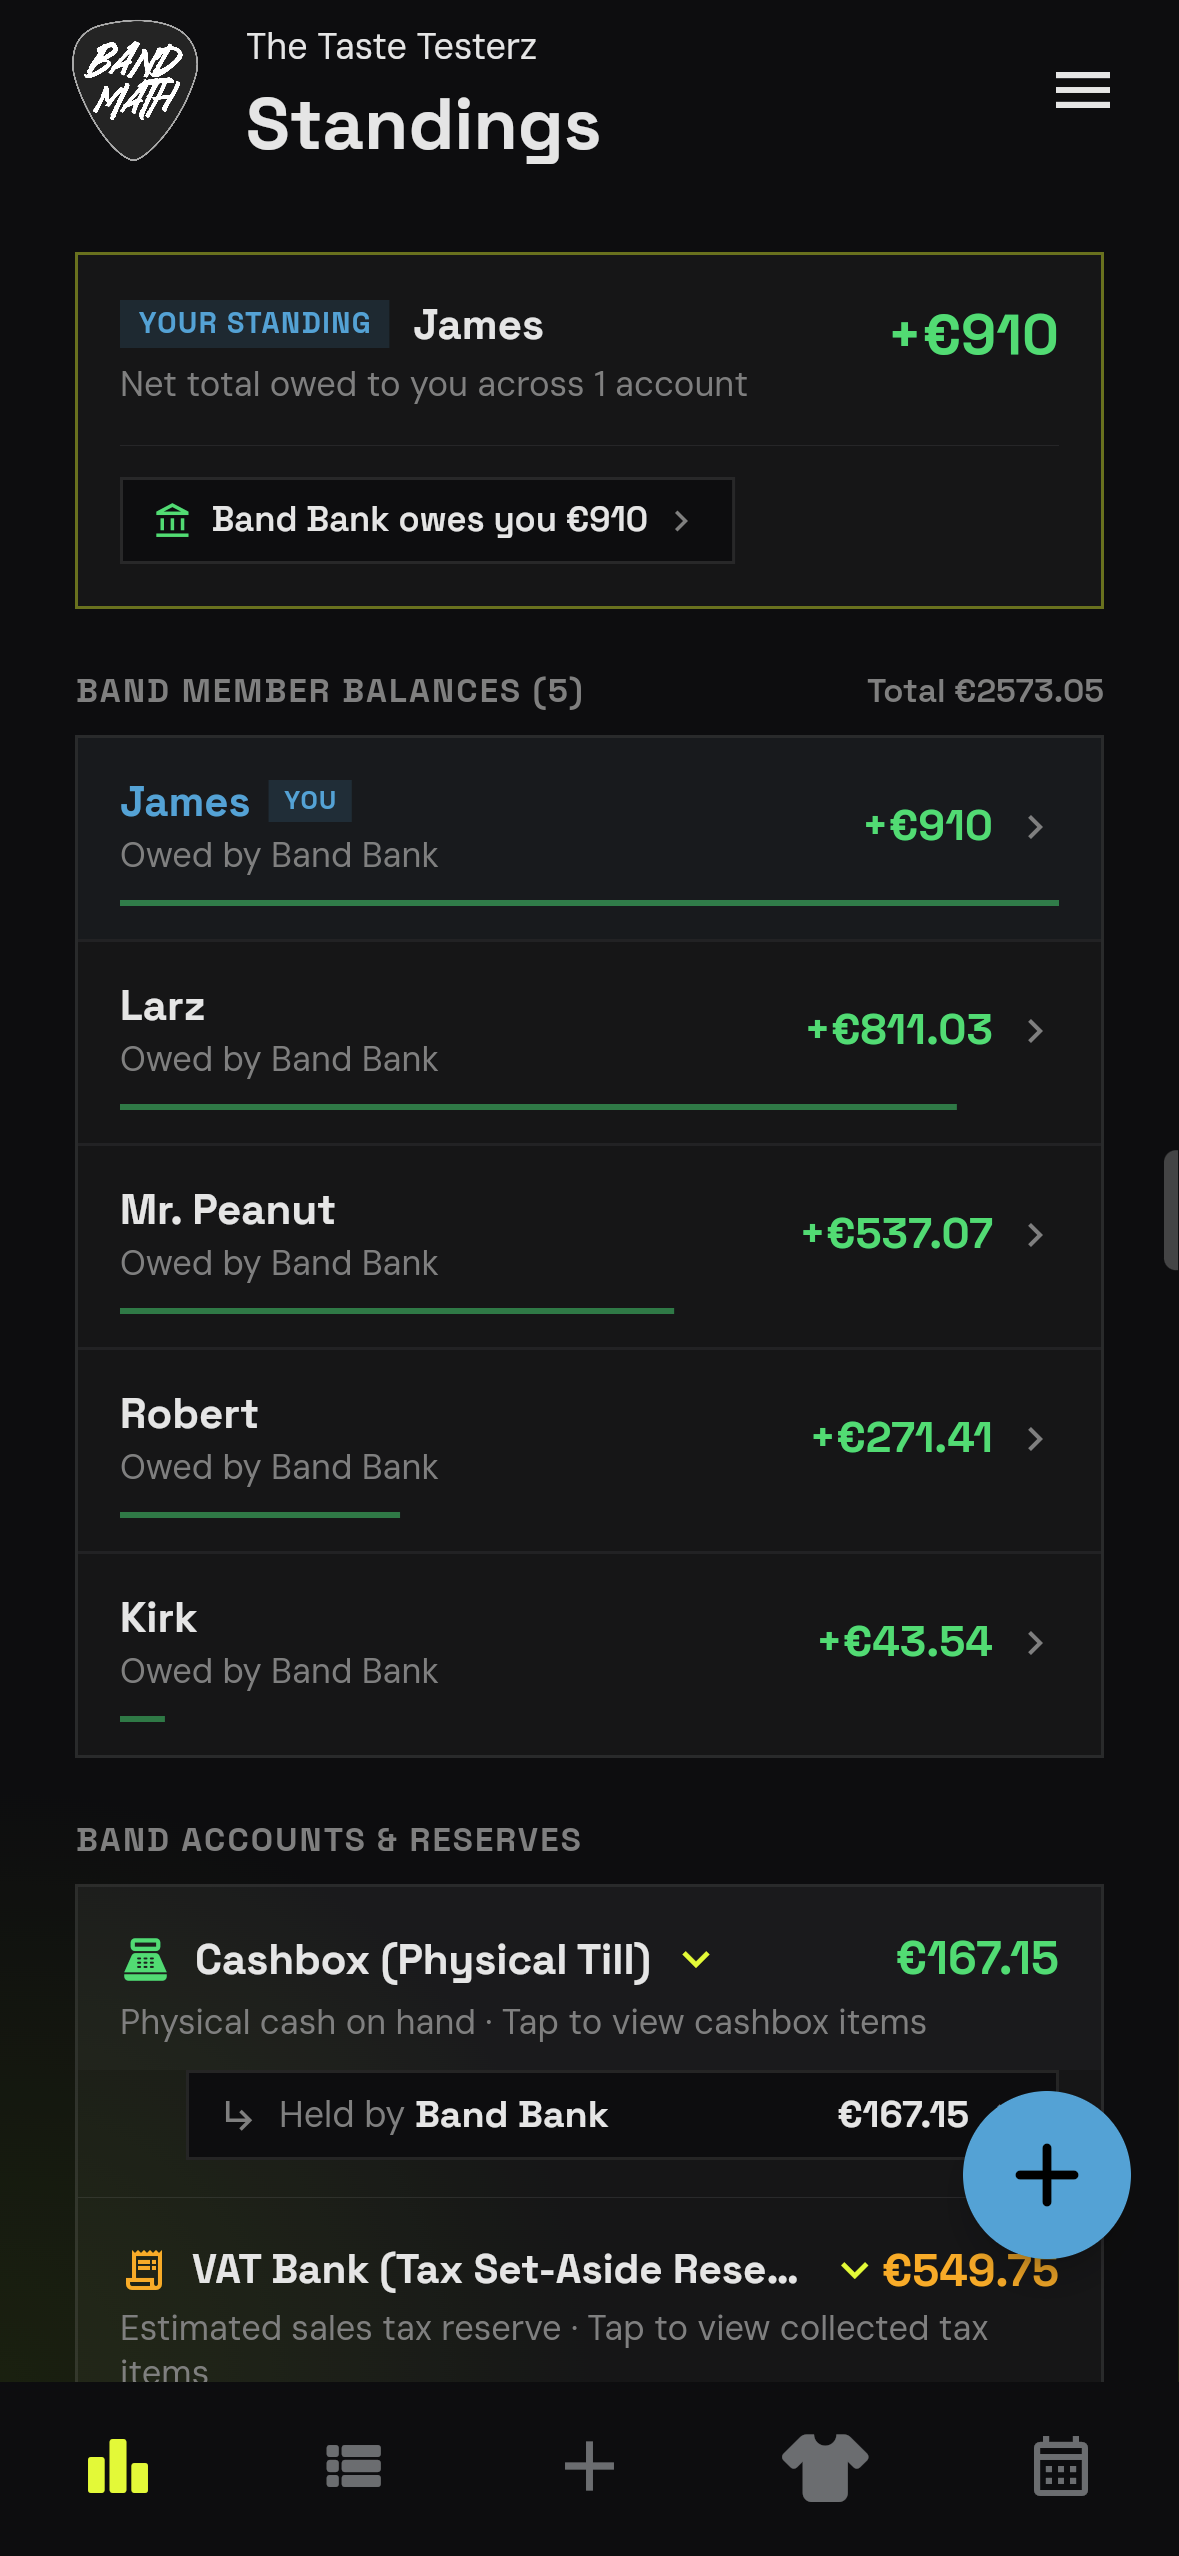 BAND
MATH
The Taste Testerz
Standings
YOUR STANDING James +€910
Net total owed to you across 1 account
Band Bank owes you €910
BAND MEMBER BALANCES (5) Total €2573.05
James YOU +€910
Owed by Band Bank
Larz +€811.03
Owed by Band Bank
Mr. Peanut +€537.07
Owed by Band Bank
Robert +€271.41
Owed by Band Bank
Kirk +€43.54
Owed by Band Bank
BAND ACCOUNTS & RESERVES
Cashbox (Physical Till) €167.15
Physical cash on hand · Tap to view cashbox items
Held by Band Bank €167.15
VAT Bank (Tax Set-Aside Rese... €549.75
Estimated sales tax reserve · Tap to view collected tax
items